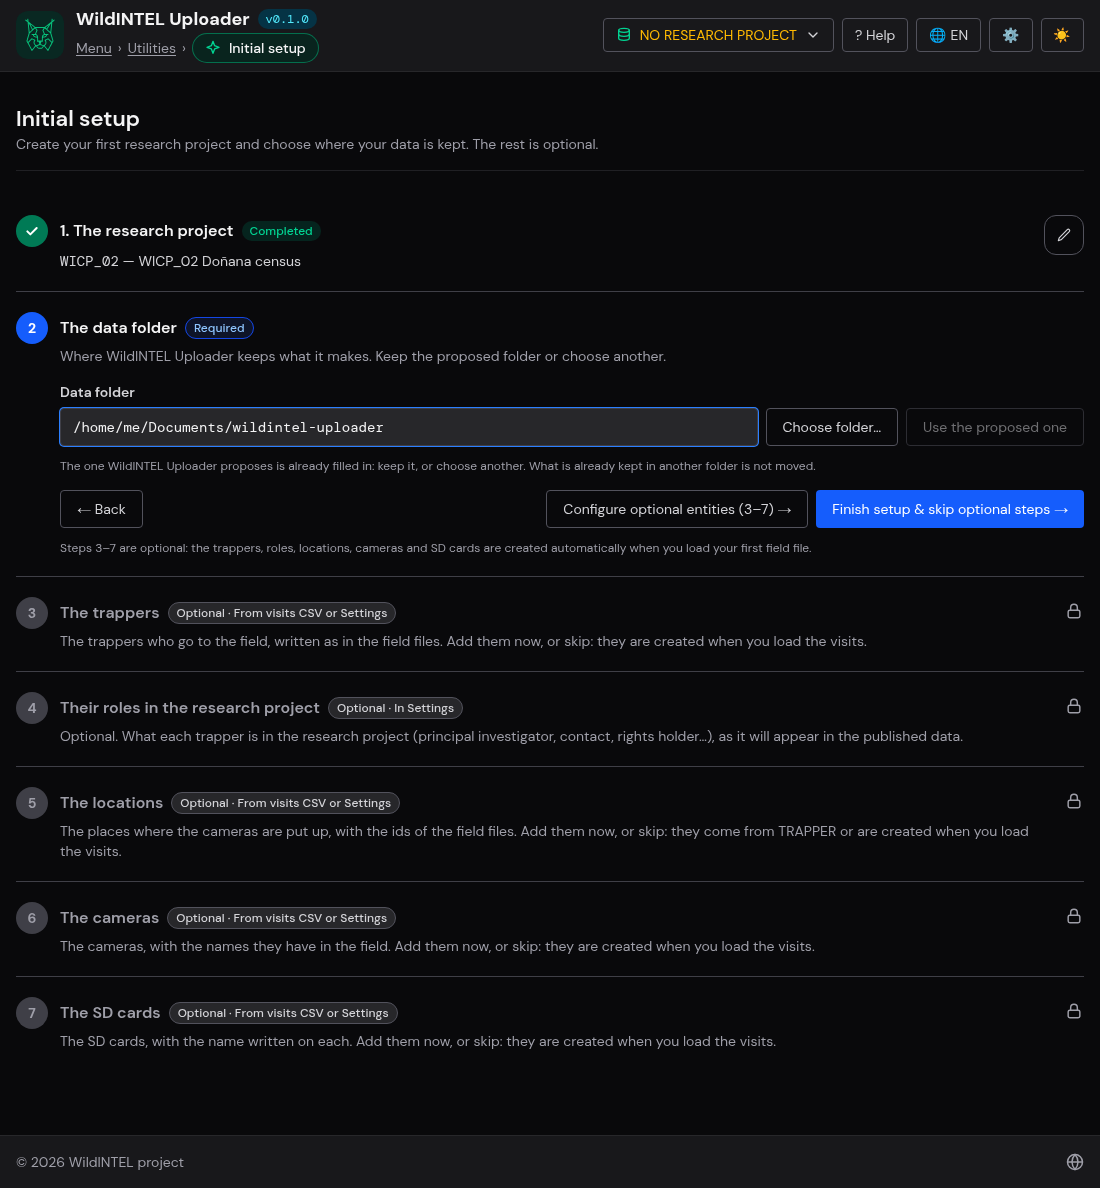 WildINTEL Uploader v0.1.0
Menu › Utilities › Initial setup
NO RESEARCH PROJECT
? Help
EN
Initial setup
Create your first research project and choose where your data is kept. The rest is optional.
1. The research project Completed
WICP_02 — WICP_02 Doñana census
2 The data folder Required
Where WildINTEL Uploader keeps what it makes. Keep the proposed folder or choose another.
Data folder
/home/me/Documents/wildintel-uploader
Choose folder…
Use the proposed one
The one WildINTEL Uploader proposes is already filled in: keep it, or choose another. What is already kept in another folder is not moved.
← Back
Configure optional entities (3–7) →
Finish setup & skip optional steps →
Steps 3–7 are optional: the trappers, roles, locations, cameras and SD cards are created automatically when you load your first field file.
3 The trappers Optional · From visits CSV or Settings
The trappers who go to the field, written as in the field files. Add them now, or skip: they are created when you load the visits.
4 Their roles in the research project Optional · In Settings
Optional. What each trapper is in the research project (principal investigator, contact, rights holder…), as it will appear in the published data.
5 The locations Optional · From visits CSV or Settings
The places where the cameras are put up, with the ids of the field files. Add them now, or skip: they come from TRAPPER or are created when you load
the visits.
6 The cameras Optional · From visits CSV or Settings
The cameras, with the names they have in the field. Add them now, or skip: they are created when you load the visits.
7 The SD cards Optional · From visits CSV or Settings
The SD cards, with the name written on each. Add them now, or skip: they are created when you load the visits.
© 2026 WildINTEL project